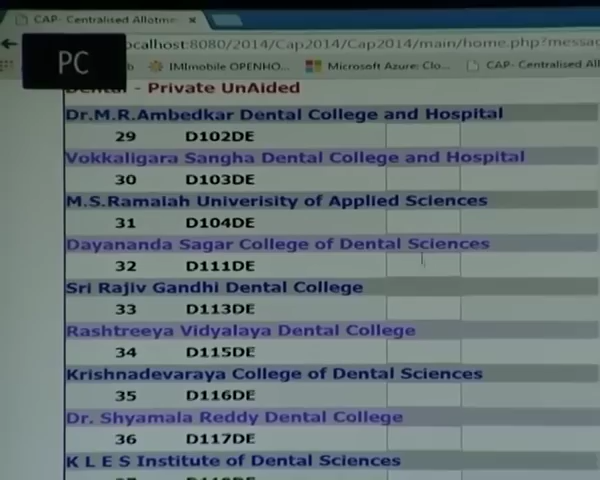 CAP- Centralised Allotme
ocalhost:8080/2014/Cap2014/Cap2014/main/home.php?messag
PC
b IMImobile OPENHO... Microsoft Azure: Clo... CAP- Centralised All
Dental - Private UnAided
Dr.M.R.Ambedkar Dental College and Hospital
29 D102DE
Vokkaligara Sangha Dental College and Hospital
30 D103DE
M.S.Ramaiah Univerisity of Applied Sciences
31 D104DE
Dayananda Sagar College of Dental Sciences
32 D111DE
Sri Rajiv Gandhi Dental College
33 D113DE
Rashtreeya Vidyalaya Dental College
34 D115DE
Krishnadevaraya College of Dental Sciences
35 D116DE
Dr. Shyamala Reddy Dental College
36 D117DE
K L E S Institute of Dental Sciences